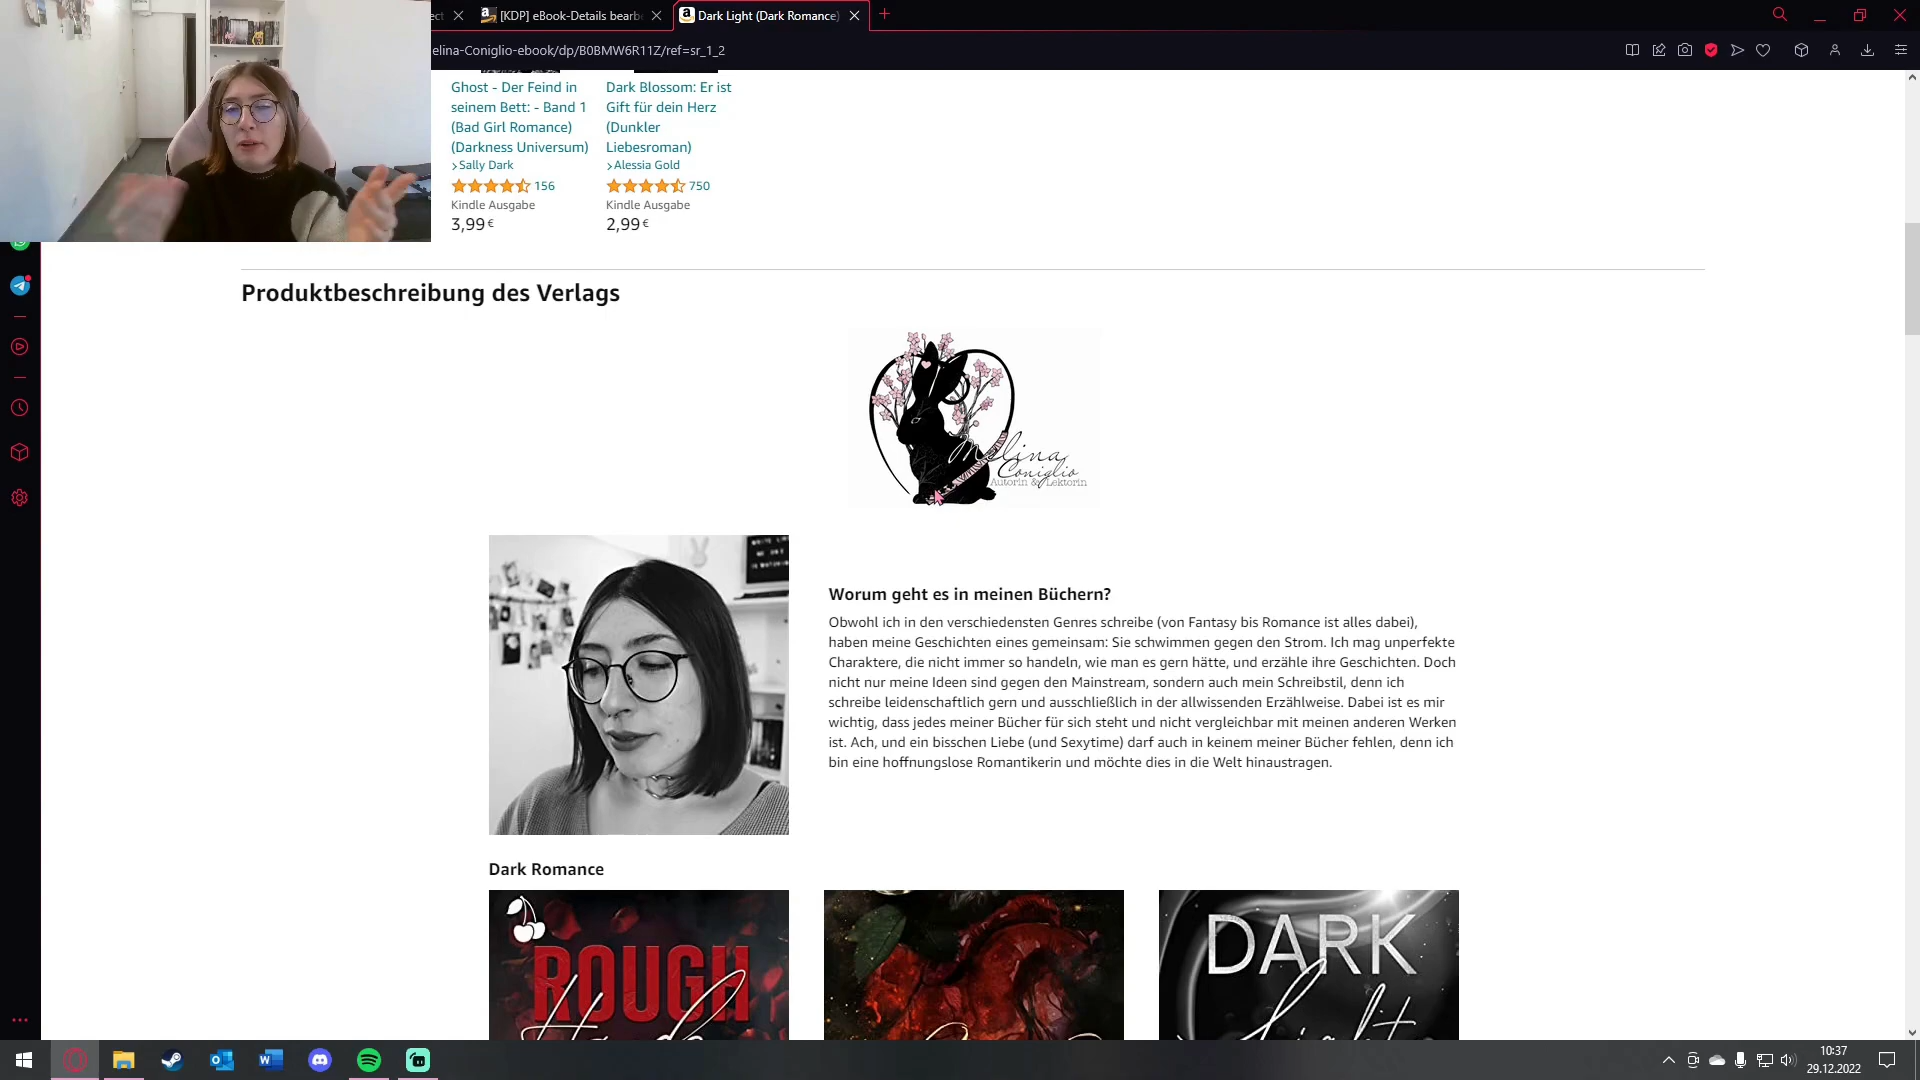 ect
[KDP] eBook-Details bearb
Dark Light (Dark Romance)
elina-Coniglio-ebook/dp/B0BMW6R11Z/ref=sr_1_2
Ghost - Der Feind in
seinem Bett: - Band 1
(Bad Girl Romance)
(Darkness Universum)
›Sally Dark
156
Kindle Ausgabe
3,99 €
Dark Blossom: Er ist
Gift für dein Herz
(Dunkler
Liebesroman)
›Alessia Gold
750
Kindle Ausgabe
2,99 €
Produktbeschreibung des Verlags
Melina
Coniglio
Autorin & Lektorin
Worum geht es in meinen Büchern?
Obwohl ich in den verschiedensten Genres schreibe (von Fantasy bis Romance ist alles dabei),
haben meine Geschichten eines gemeinsam: Sie schwimmen gegen den Strom. Ich mag unperfekte
Charaktere, die nicht immer so handeln, wie man es gern hätte, und erzähle ihre Geschichten. Doch
nicht nur meine Ideen sind gegen den Mainstream, sondern auch mein Schreibstil, denn ich
schreibe leidenschaftlich gern und ausschließlich in der allwissenden Erzählweise. Dabei ist es mir
wichtig, dass jedes meiner Bücher für sich steht und nicht vergleichbar mit meinen anderen Werken
ist. Ach, und ein bisschen Liebe (und Sexytime) darf auch in keinem meiner Bücher fehlen, denn ich
bin eine hoffnungslose Romantikerin und möchte dies in die Welt hinaustragen.
Dark Romance
ROUGH
DARK
light
10:37
29.12.2022